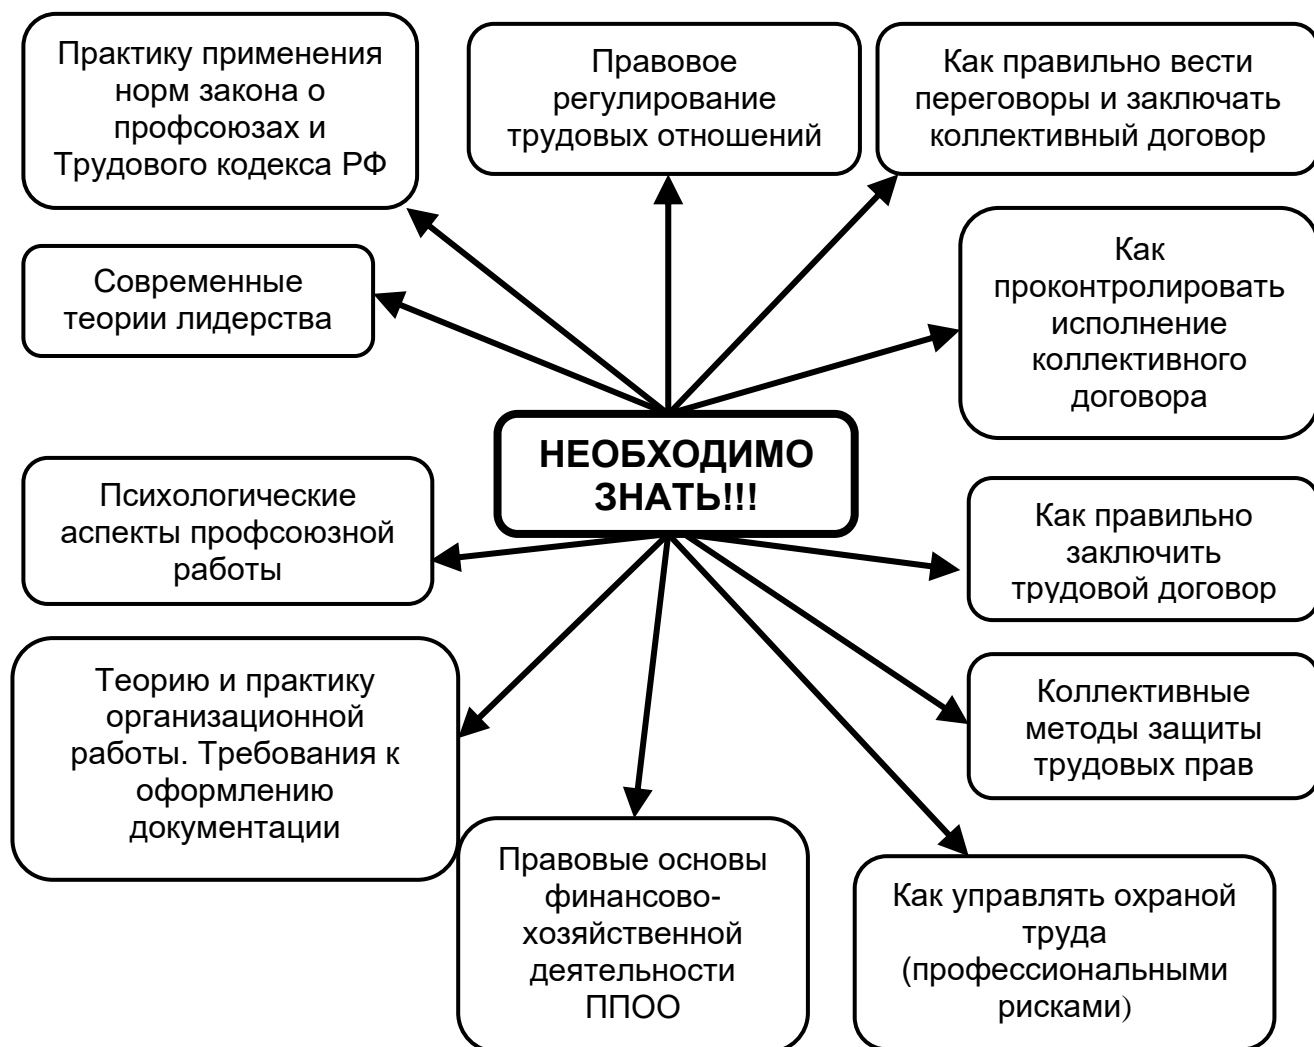 Практику применения
норм закона о
профсоюзах и
Трудового кодекса РФ
Правовое
регулирование
трудовых отношений
Как правильно вести
переговоры и заключать
коллективный договор
Современные
теории лидерства
Как
проконтролировать
исполнение
коллективного
договора
НЕОБХОДИМО
ЗНАТЬ!!!
Психологические
аспекты профсоюзной
работы
Как правильно
заключить
трудовой договор
Теорию и практику
организационной
работы. Требования к
оформлению
документации
Коллективные
методы защиты
трудовых прав
Правовые основы
финансово-
хозяйственной
деятельности
ППОО
Как управлять охраной
труда
(профессиональными
рисками)